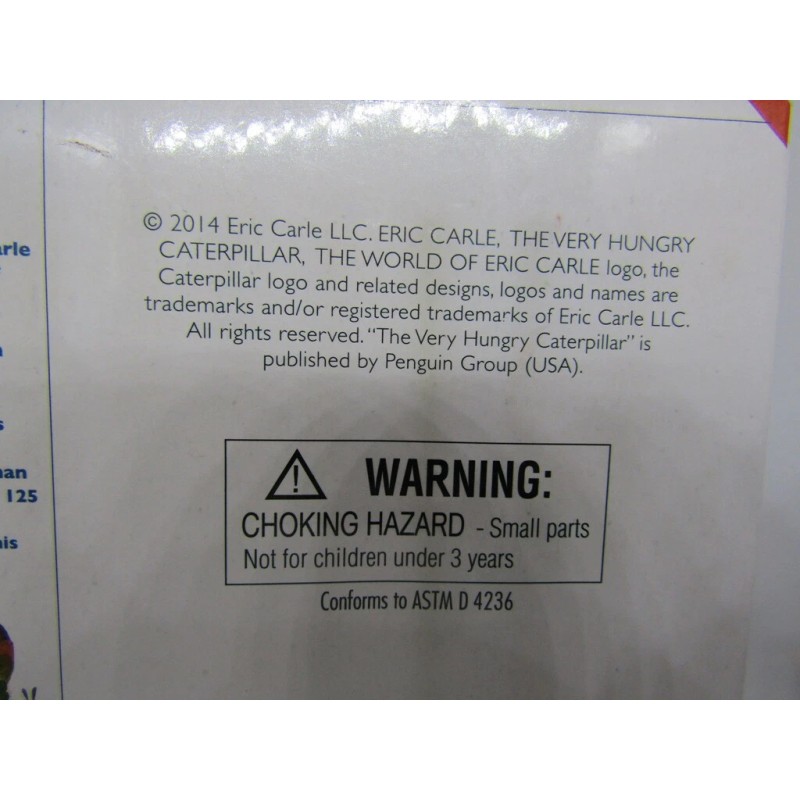 © 2014 Eric Carle LLC. ERIC CARLE, THE VERY HUNGRY
CATERPILLAR, THE WORLD OF ERIC CARLE logo, the
Caterpillar logo and related designs, logos and names are
trademarks and/or registered trademarks of Eric Carle LLC.
All rights reserved. “The Very Hungry Caterpillar” is
published by Penguin Group (USA).
WARNING:
CHOKING HAZARD - Small parts
Not for children under 3 years
Conforms to ASTM D 4236
125